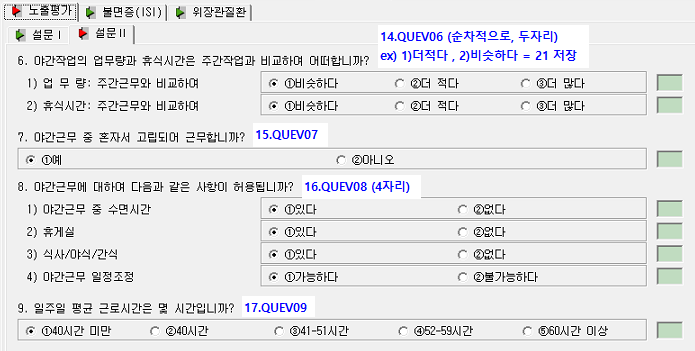 노출평가 불면증(ISI) 위장관질환
설문Ⅰ 설문Ⅱ
14.QUEV06 (순차적으로, 두자리)
ex) 1)더적다 , 2)비슷하다 = 21 저장
6. 야간작업의 업무량과 휴식시간은 주간작업과 비교하여 어떠합니까?
1) 업 무 량: 주간근무와 비교하여 ①비슷하다 ②더 적다 ③더 많다
2) 휴식시간: 주간근무와 비교하여 ①비슷하다 ②더 적다 ③더 많다
7. 야간근무 중 혼자서 고립되어 근무합니까? 15.QUEV07
①예 ②아니오
8. 야간근무에 대하여 다음과 같은 사항이 허용됩니까? 16.QUEV08 (4자리)
1) 야간근무 중 수면시간 ①있다 ②없다
2) 휴게실 ①있다 ②없다
3) 식사/야식/간식 ①있다 ②없다
4) 야간근무 일정조정 ①가능하다 ②불가능하다
9. 일주일 평균 근로시간은 몇 시간입니까? 17.QUEV09
①40시간 미만 ②40시간 ③41-51시간 ④52-59시간 ⑤60시간 이상